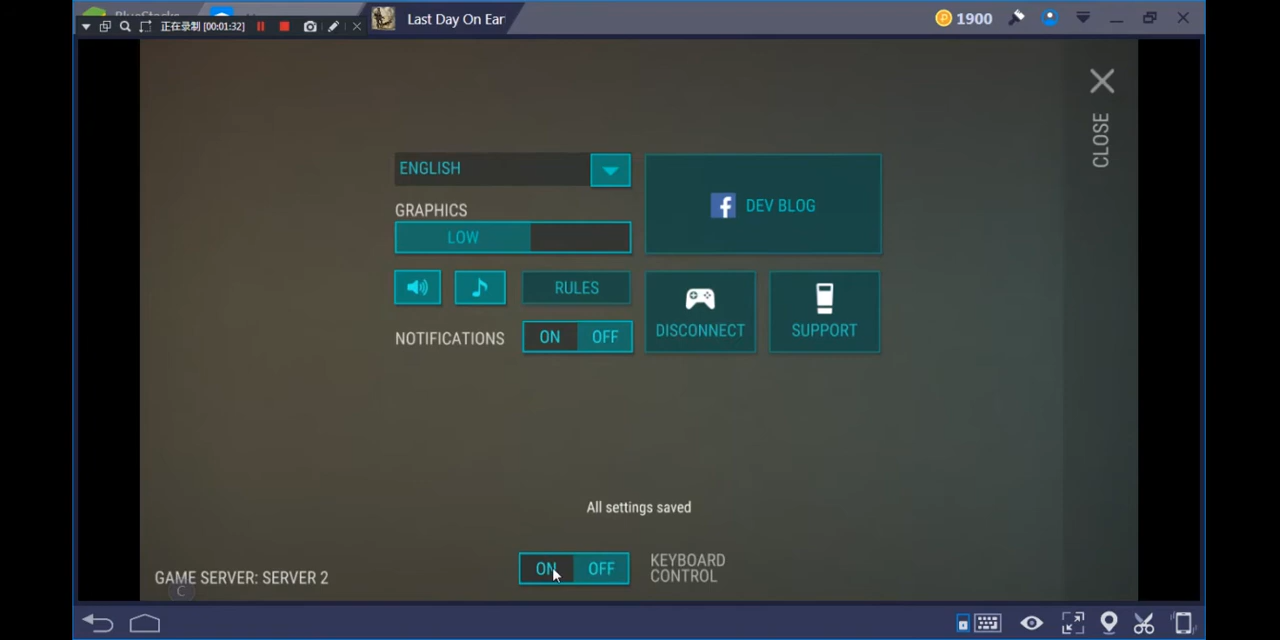 BlueStacks
正在录制 [00:01:32]
Last Day On Ear
1900
CLOSE
ENGLISH
DEV BLOG
GRAPHICS
LOW
RULES
DISCONNECT
SUPPORT
NOTIFICATIONS
ON OFF
All settings saved
ON OFF
KEYBOARD
CONTROL
GAME SERVER: SERVER 2
C